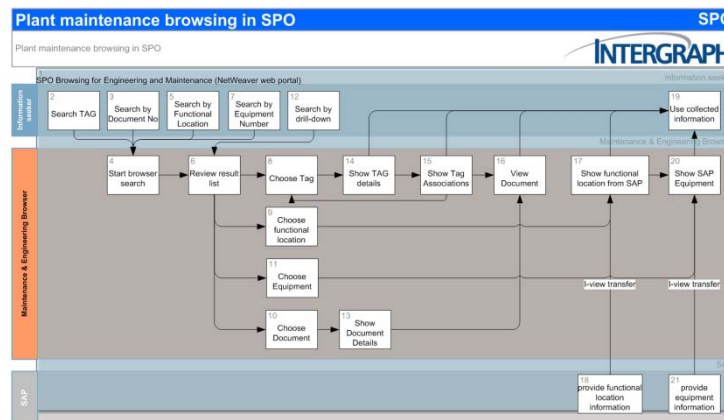 Plant maintenance browsing in SPO
SPO
Plant maintenance browsing in SPO
INTERGRAPH
SPO Browsing for Engineering and Maintenance (NetWeaver web portal)
Information
Information
seeker
2
Search TAG
3
Search by
Document No
5
Search by
Functional
Location
7
Search by
Equipment
Number
12
Search by
drill-down
19
Use collected
information
Maintenance & Engineering
Maintenance & Engineering Browser
4
Start browser
search
6
Review result
list
8
Choose Tag
14
Show TAG
details
15
Show Tag
Associations
16
View
Document
17
Show functional
location from SAP
20
Show SAP
Equipment
9
Choose
functional
location
11
Choose
Equipment
I-view transfer
I-view transfer
10
Choose
Document
13
Show
Document
Details
SAP
18
provide functional
location
information
21
provide
equipment
information